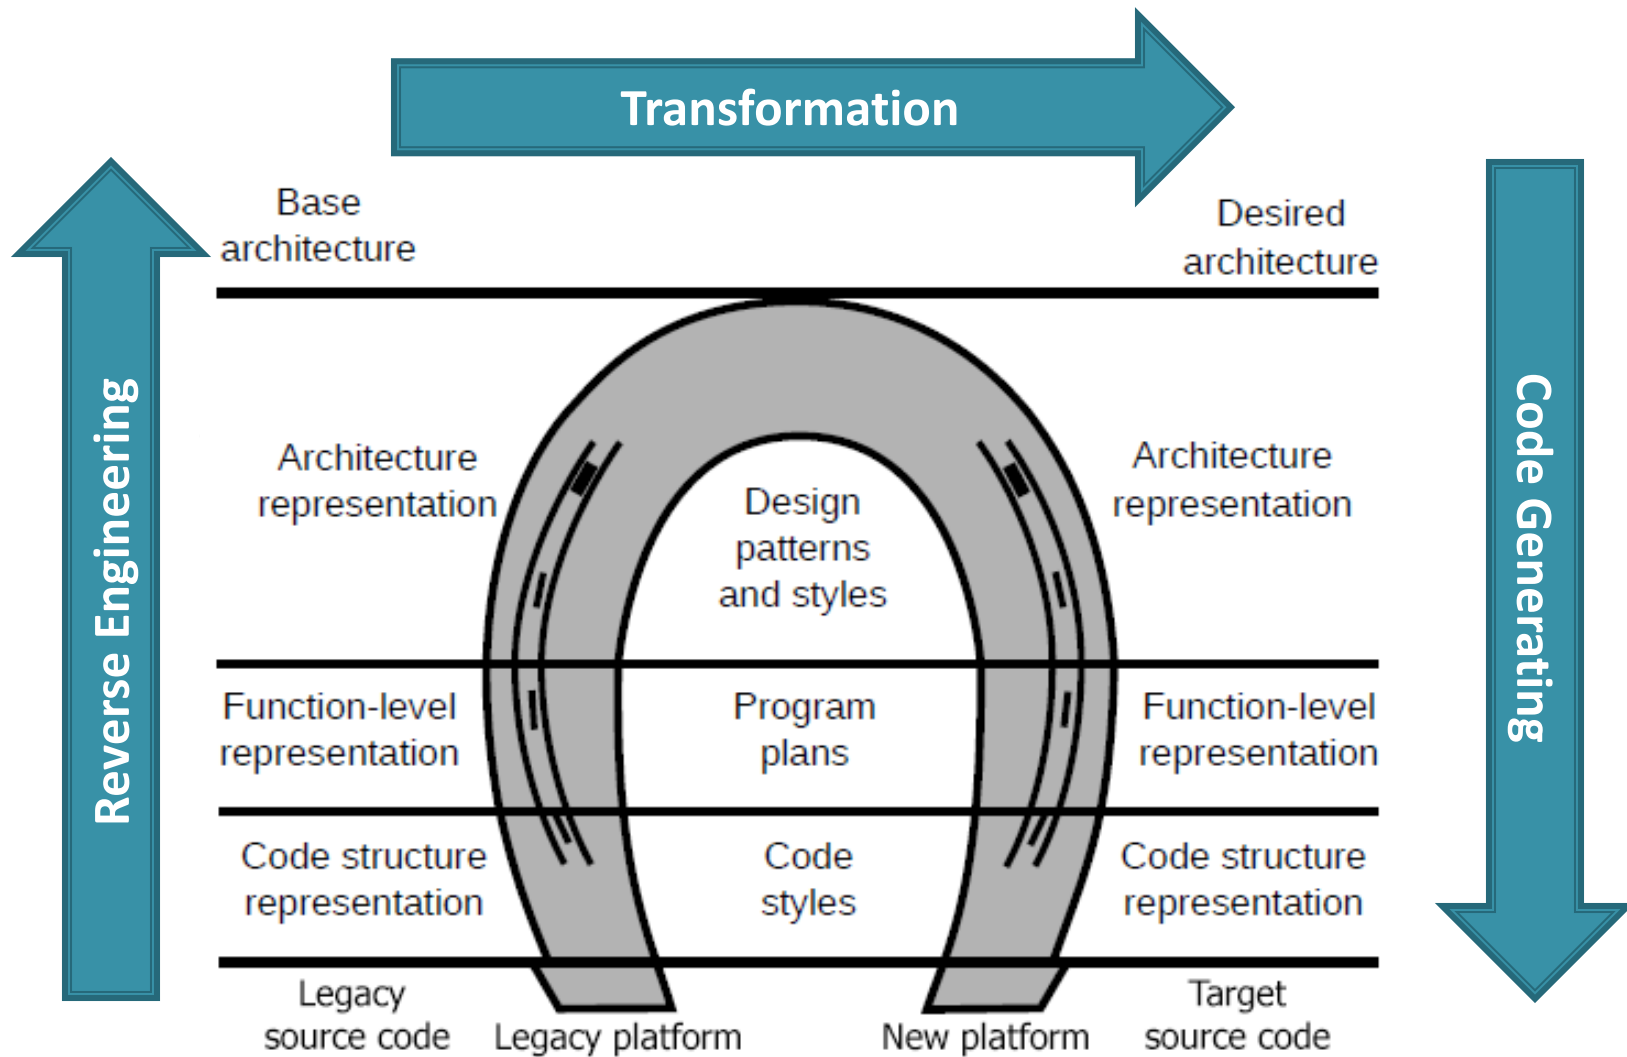 Transformation
Reverse Engineering
Code Generating
Base
architecture
Desired
architecture
Architecture
representation
Design
patterns
and styles
Architecture
representation
Function-level
representation
Program
plans
Function-level
representation
Code structure
representation
Code
styles
Code structure
representation
Legacy
source code
Legacy platform
New platform
Target
source code